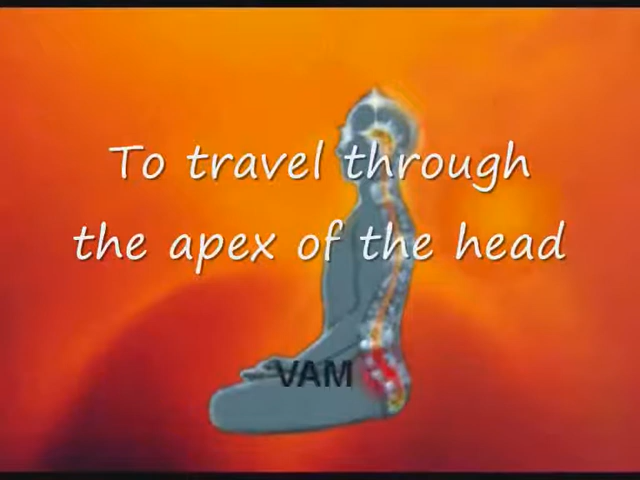 To travel through
the apex of the head
VAM